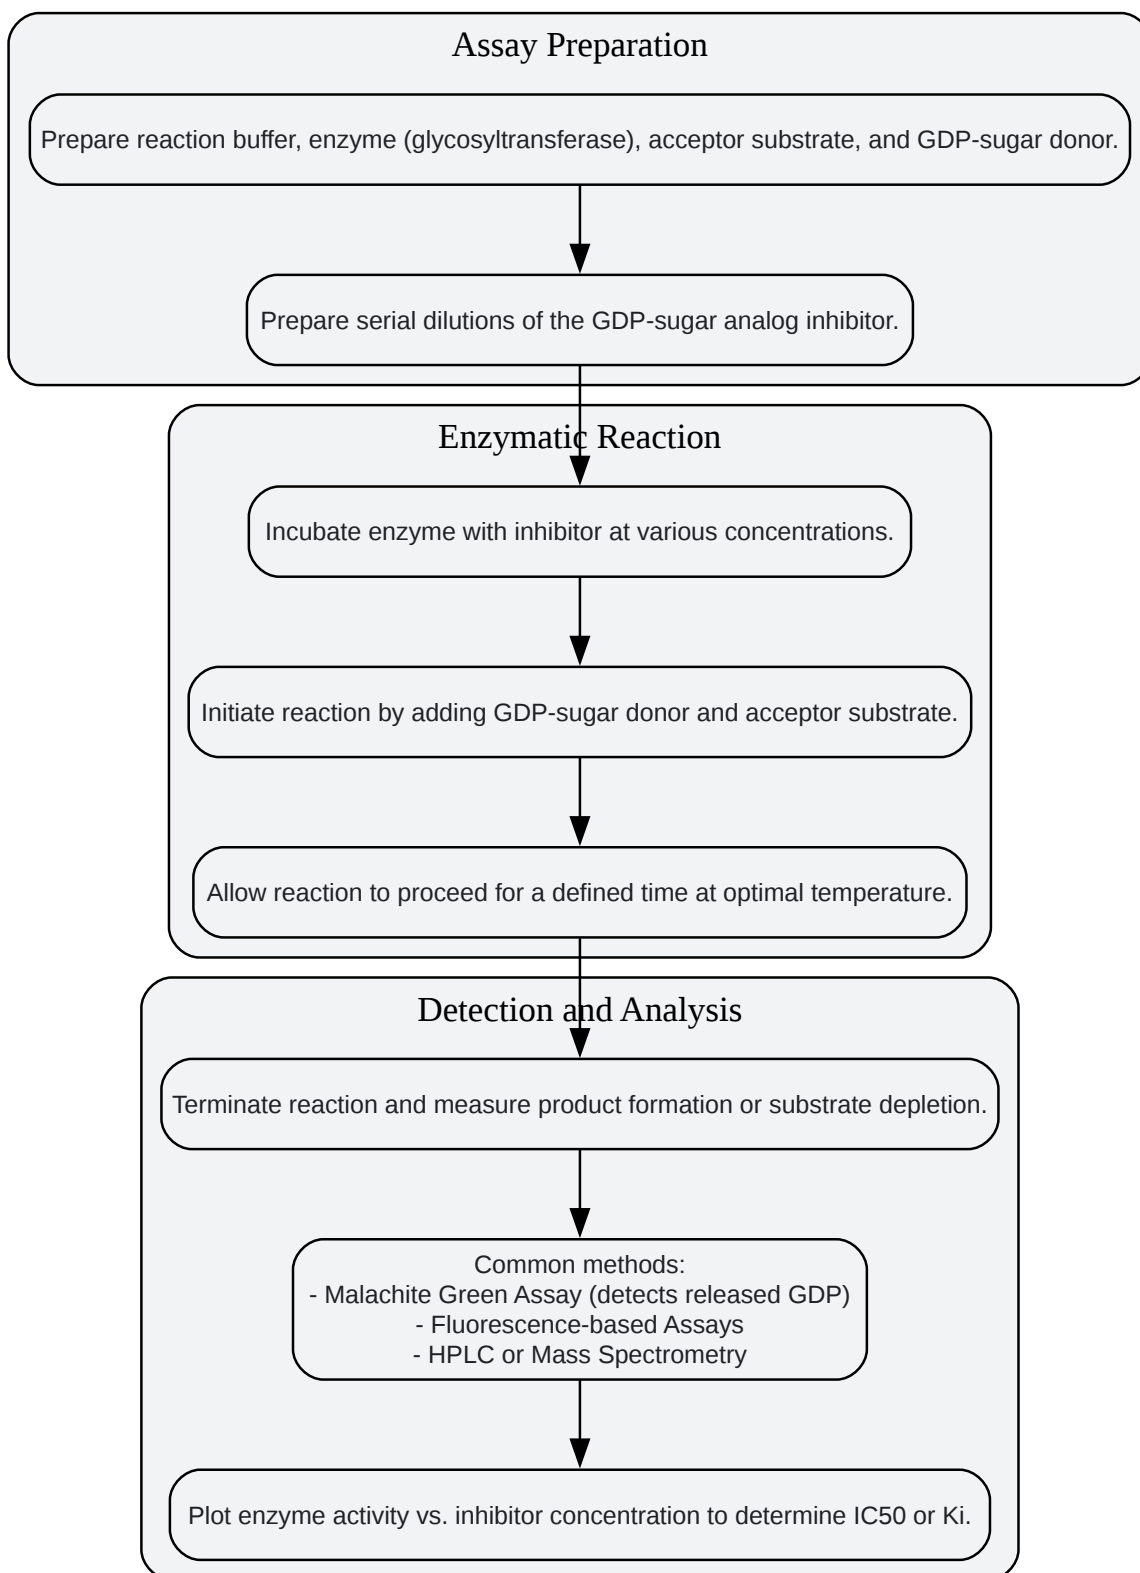 Assay Preparation
Prepare reaction buffer, enzyme (glycosyltransferase), acceptor substrate, and GDP-sugar donor.
Prepare serial dilutions of the GDP-sugar analog inhibitor.
Enzymatic Reaction
Incubate enzyme with inhibitor at various concentrations.
Initiate reaction by adding GDP-sugar donor and acceptor substrate.
Allow reaction to proceed for a defined time at optimal temperature.
Detection and Analysis
Terminate reaction and measure product formation or substrate depletion.
Common methods:
- Malachite Green Assay (detects released GDP)
- Fluorescence-based Assays
- HPLC or Mass Spectrometry
Plot enzyme activity vs. inhibitor concentration to determine IC50 or Ki.